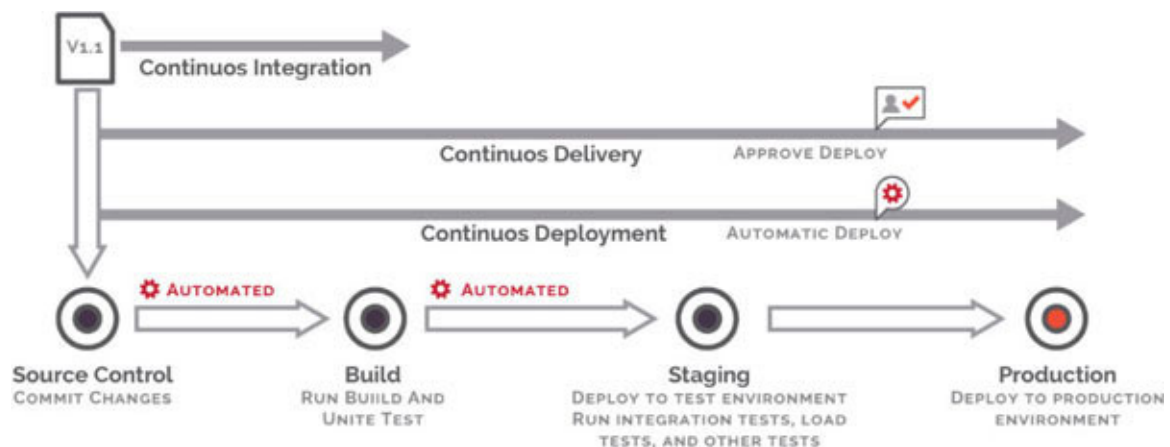 V1.1
Continuos Integration
Continuos Delivery
APPROVE DEPLOY
Continuos Deployment
AUTOMATIC DEPLOY
AUTOMATED
AUTOMATED
Source Control
COMMIT CHANGES
Build
RUN BUIILD AND
UNITE TEST
Staging
DEPLOY TO TEST ENVIRONMENT
RUN INTEGRATION TESTS, LOAD
TESTS, AND OTHER TESTS
Production
DEPLOY TO PRODUCTION
ENVIRONMENT